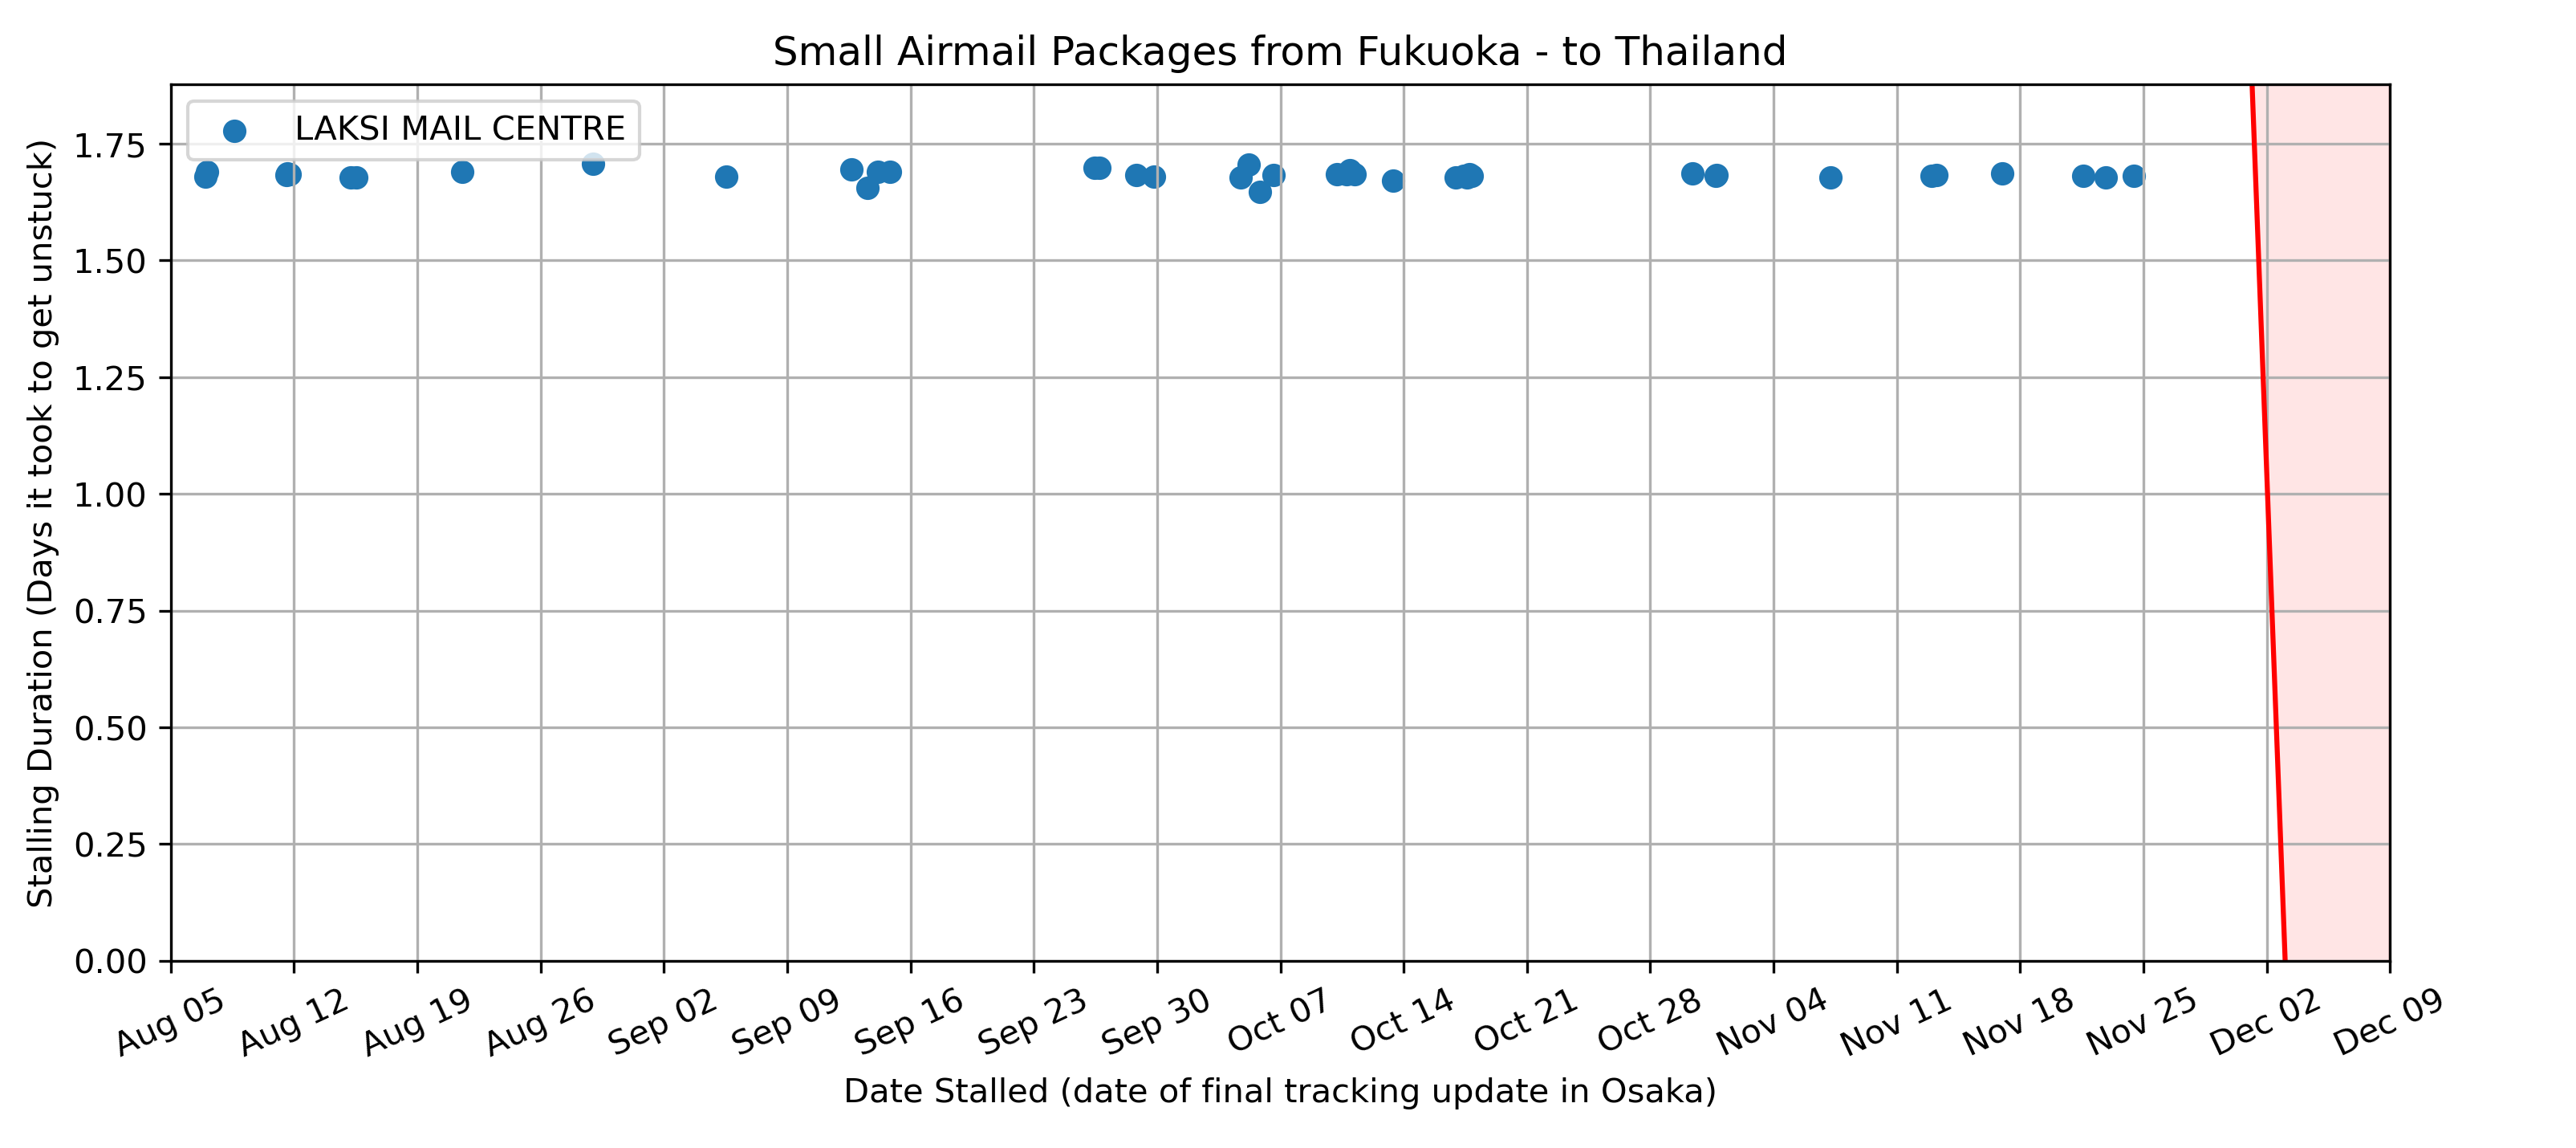 Small Airmail Packages from Fukuoka - to Thailand
LAKSI MAIL CENTRE
Stalling Duration (Days it took to get unstuck)
1.75
1.50
1.25
1.00
0.75
0.50
0.25
0.00
Aug 05 Aug 12 Aug 19 Aug 26 Sep 02 Sep 09 Sep 16 Sep 23 Sep 30 Oct 07 Oct 14 Oct 21 Oct 28 Nov 04 Nov 11 Nov 18 Nov 25 Dec 02 Dec 09
Date Stalled (date of final tracking update in Osaka)